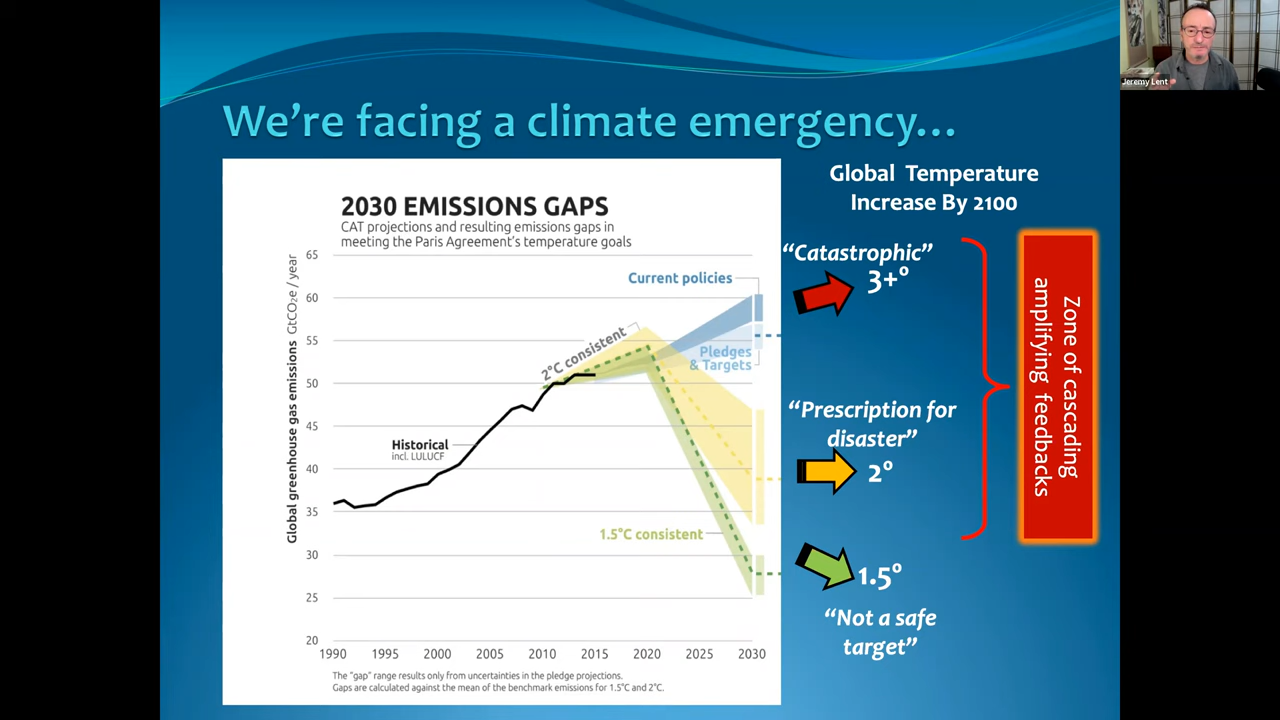 Jeremy Lent
We're facing a climate emergency...
2030 EMISSIONS GAPS
CAT projections and resulting emissions gaps in
meeting the Paris Agreement's temperature goals
Global greenhouse gas emissions GtCO₂e / year
65
60
55
50
45
40
35
30
25
20
1990
1995
2000
2005
2010
2015
2020
2025
2030
Historical
incl. LULUCF
2°C consistent
Current policies
Pledges
& Targets
1.5°C consistent
The "gap" range results only from uncertainties in the pledge projections.
Gaps are calculated against the mean of the benchmark emissions for 1.5°C and 2°C.
Global Temperature
Increase By 2100
"Catastrophic"
3+°
"Prescription for
disaster"
2°
1.5°
"Not a safe
target"
Zone of cascading
amplifying feedbacks